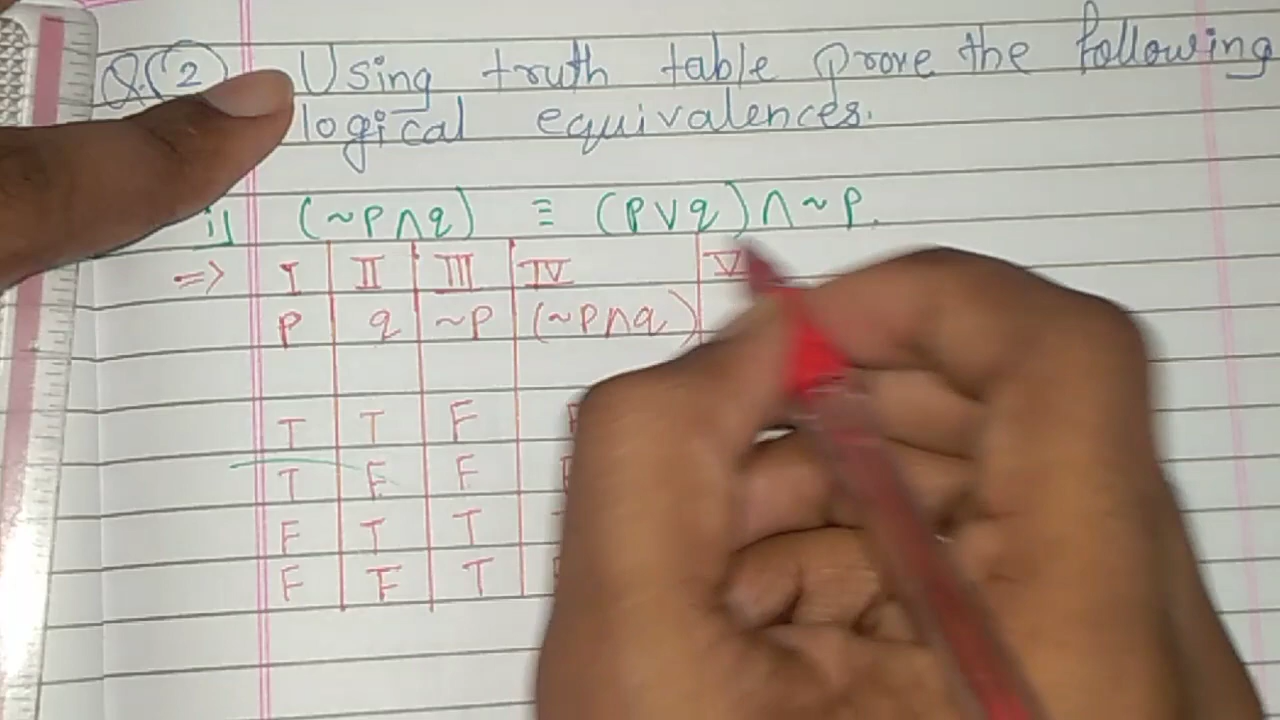 Q.(2) Using truth table prove the following
logical equivalences.
i] (~p∧q) ≡ (p∨q)∧~p.
=> I II III IV V
p q ~p (~p∧q)
T T F F
T F F
F T T
F F T